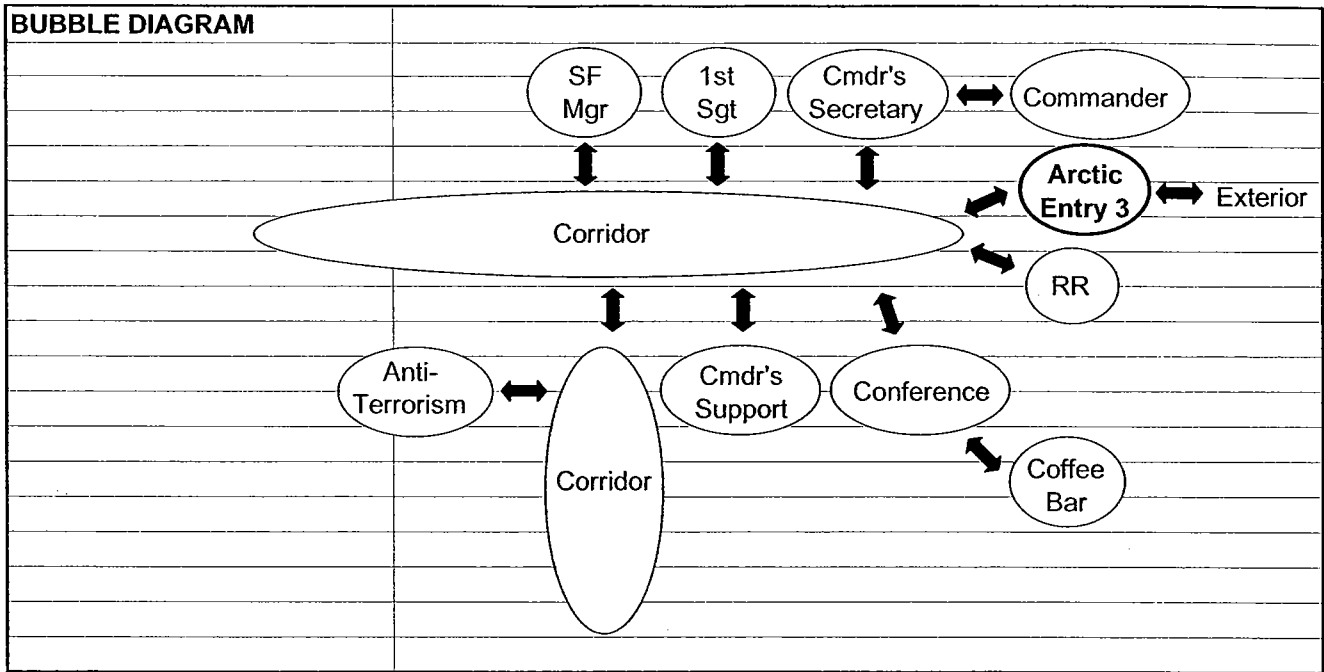 BUBBLE DIAGRAM
SF
Mgr
1st
Sgt
Cmdr's
Secretary
Commander
Arctic
Entry 3
Exterior
Corridor
RR
Anti-
Terrorism
Cmdr's
Support
Conference
Corridor
Coffee
Bar